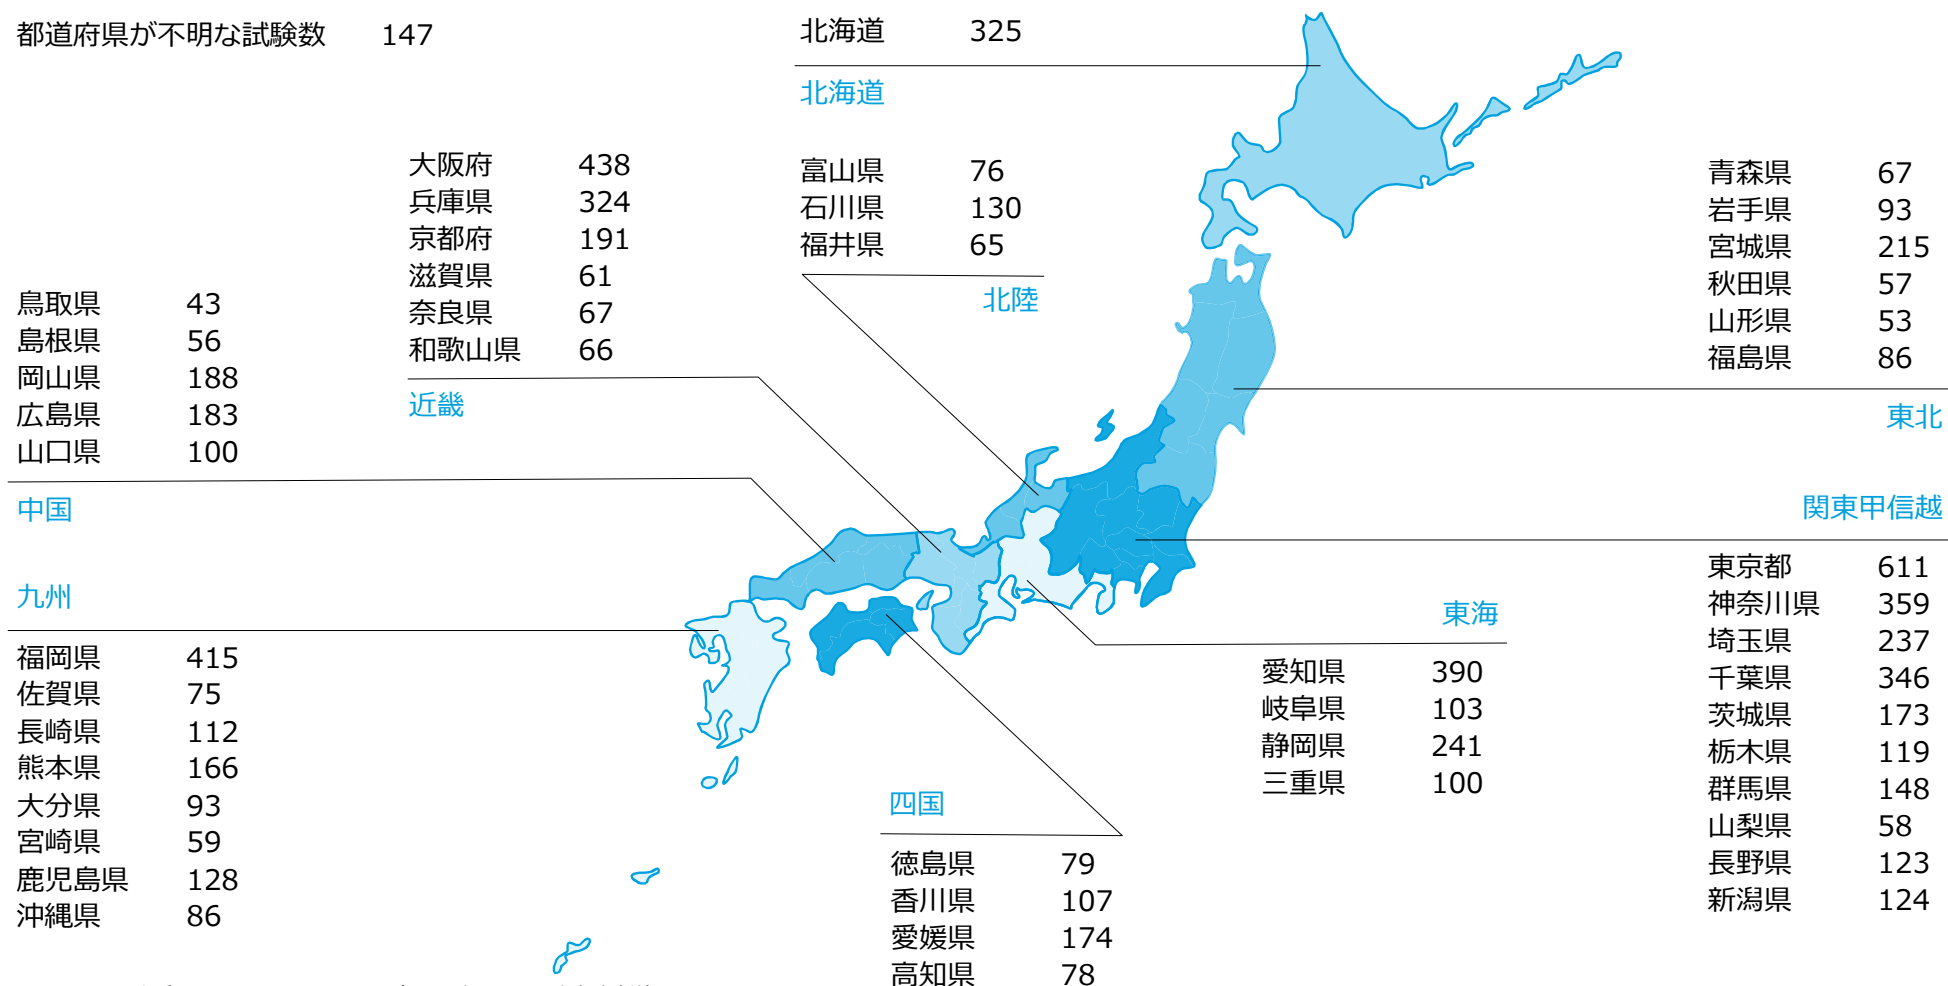 都道府県が不明な試験数 147
北海道 325
北海道
大阪府 438
兵庫県 324
京都府 191
滋賀県 61
奈良県 67
和歌山県 66
近畿
富山県 76
石川県 130
福井県 65
北陸
青森県 67
岩手県 93
宮城県 215
秋田県 57
山形県 53
福島県 86
東北
鳥取県 43
島根県 56
岡山県 188
広島県 183
山口県 100
中国
関東甲信越
東京都 611
神奈川県 359
埼玉県 237
千葉県 346
茨城県 173
栃木県 119
群馬県 148
山梨県 58
長野県 123
新潟県 124
九州
福岡県 415
佐賀県 75
長崎県 112
熊本県 166
大分県 93
宮崎県 59
鹿児島県 128
沖縄県 86
東海
愛知県 390
岐阜県 103
静岡県 241
三重県 100
四国
徳島県 79
香川県 107
愛媛県 174
高知県 78